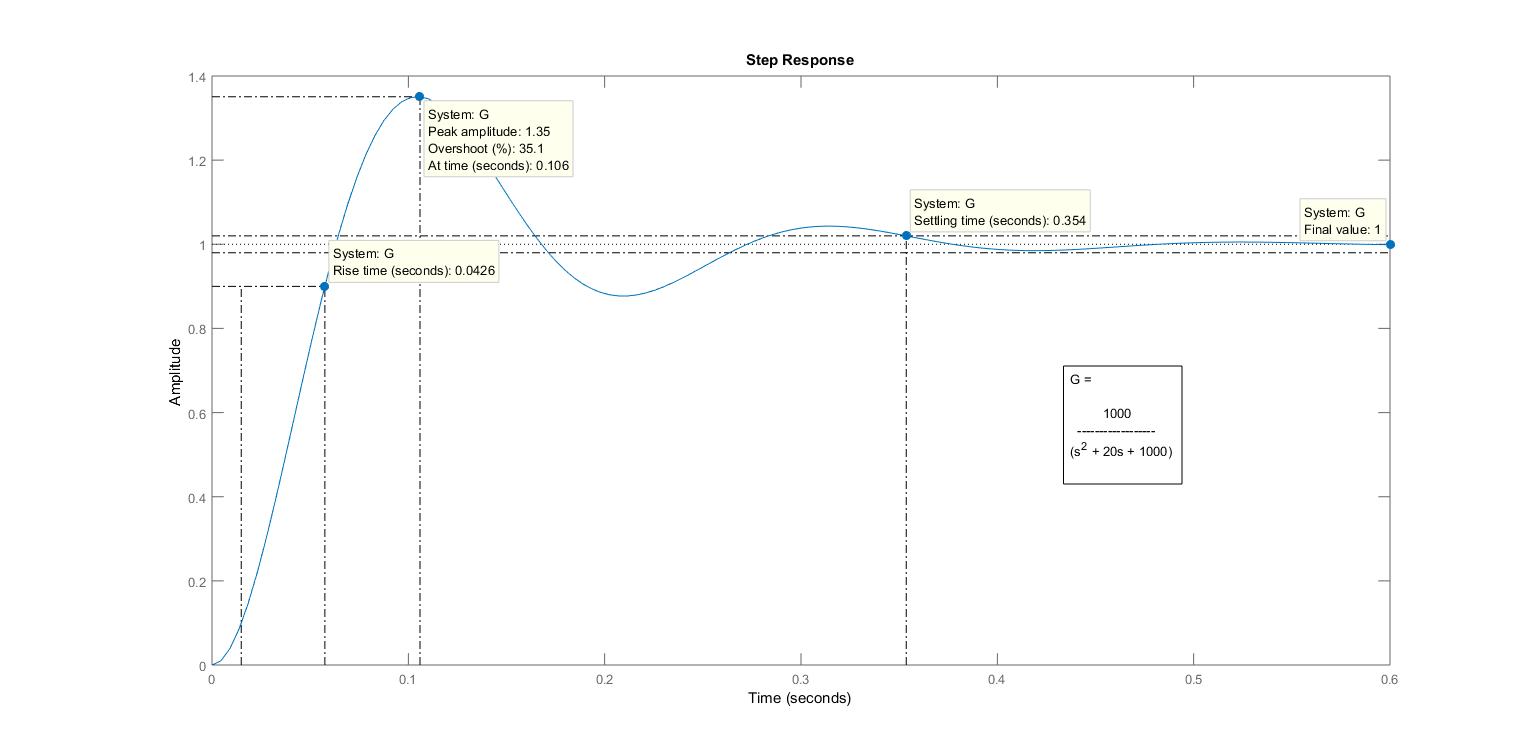 Step Response
1.4
System: G
Peak amplitude: 1.35
Overshoot (%): 35.1
At time (seconds): 0.106
1.2
System: G
Settling time (seconds): 0.354
System: G
Final value: 1
1
System: G
Rise time (seconds): 0.0426
0.8
Amplitude
G =
1000
------------------
(s² + 20s + 1000)
0.6
0.4
0.2
0
0 0.1 0.2 0.3 0.4 0.5 0.6
Time (seconds)